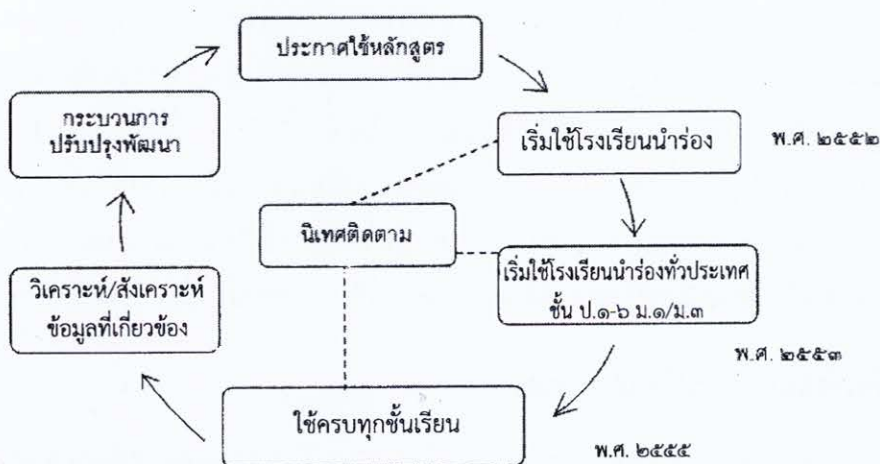 ประกาศใช้หลักสูตร
กระบวนการ
ปรับปรุงพัฒนา
เริ่มใช้โรงเรียนนำร่อง
พ.ศ. ๒๕๕๒
นิเทศติดตาม
วิเคราะห์/สังเคราะห์
ข้อมูลที่เกี่ยวข้อง
เริ่มใช้โรงเรียนนำร่องทั่วประเทศ
ชั้น ป.๑-๖ ม.๑/ม.๓
พ.ศ. ๒๕๕๓
ใช้ครบทุกชั้นเรียน
พ.ศ. ๒๕๕๕